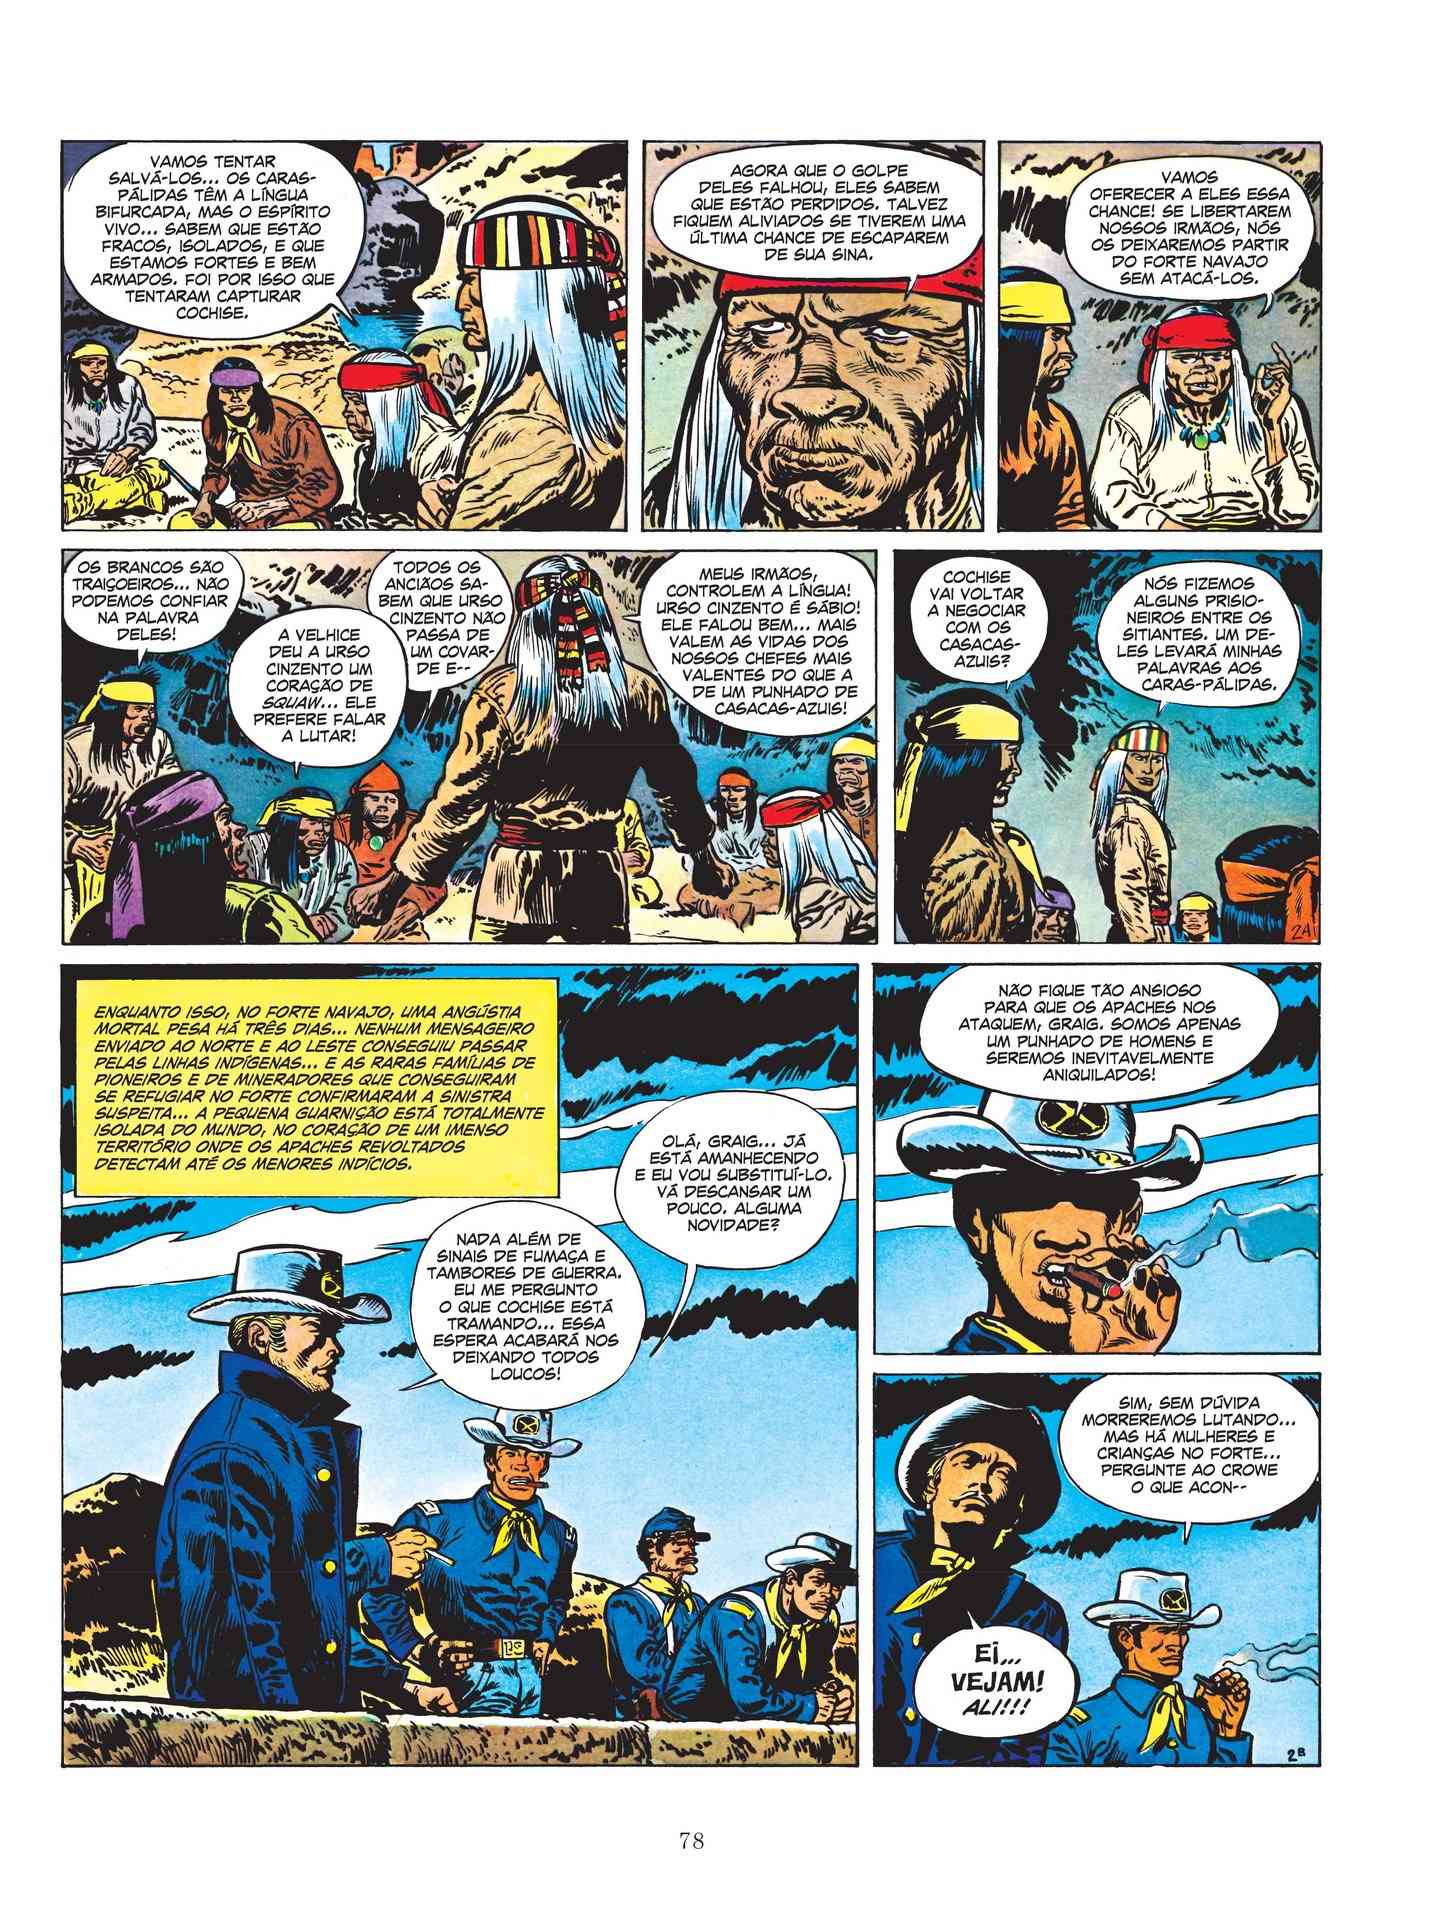 VAMOS TENTAR
SALVÁ-LOS... OS CARAS-
PÁLIDAS TÊM A LÍNGUA
BIFURCADA, MAS O ESPÍRITO
VIVO... SABEM QUE ESTÃO
FRACOS, ISOLADOS, E QUE
ESTAMOS FORTES E BEM
ARMADOS. FOI POR ISSO QUE
TENTARAM CAPTURAR
COCHISE.
AGORA QUE O GOLPE
DELES FALHOU, ELES SABEM
QUE ESTÃO PERDIDOS. TALVEZ
FIQUEM ALIVIADOS SE TIVEREM UMA
ÚLTIMA CHANCE DE ESCAPAREM
DE SUA SINA.
VAMOS
OFERECER A ELES ESSA
CHANCE! SE LIBERTAREM
NOSSOS IRMÃOS, NÓS
OS DEIXAREMOS PARTIR
DO FORTE NAVAJO
SEM ATACÁ-LOS.
OS BRANCOS SÃO
TRAIÇOEIROS... NÃO
PODEMOS CONFIAR
NA PALAVRA
DELES!
A VELHICE
DEU A URSO
CINZENTO UM
CORAÇÃO DE
SQUAW... ELE
PREFERE FALAR
A LUTAR!
TODOS OS
ANCIÃOS SA-
BEM QUE URSO
CINZENTO NÃO
PASSA DE
UM COVAR-
DE E--
MEUS IRMÃOS,
CONTROLEM A LÍNGUA!
URSO CINZENTO É SÁBIO!
ELE FALOU BEM... MAIS
VALEM AS VIDAS DOS
NOSSOS CHEFES MAIS
VALENTES DO QUE A
DE UM PUNHADO DE
CASACAS-AZUIS!
COCHISE
VAI VOLTAR
A NEGOCIAR
COM OS
CASACAS-
AZUIS?
NÓS FIZEMOS
ALGUNS PRISIO-
NEIROS ENTRE OS
SITIANTES. UM DE-
LES LEVARÁ MINHAS
PALAVRAS AOS
CARAS-PÁLIDAS.
2A
ENQUANTO ISSO, NO FORTE NAVAJO, UMA ANGÚSTIA
MORTAL PESA HÁ TRÊS DIAS... NENHUM MENSAGEIRO
ENVIADO AO NORTE E AO LESTE CONSEGUIU PASSAR
PELAS LINHAS INDÍGENAS... E AS RARAS FAMÍLIAS DE
PIONEIROS E DE MINERADORES QUE CONSEGUIRAM
SE REFUGIAR NO FORTE CONFIRMARAM A SINISTRA
SUSPEITA... A PEQUENA GUARNIÇÃO ESTÁ TOTALMENTE
ISOLADA DO MUNDO, NO CORAÇÃO DE UM IMENSO
TERRITÓRIO ONDE OS APACHES REVOLTADOS
DETECTAM ATÉ OS MENORES INDÍCIOS.
OLÁ, GRAIG... JÁ
ESTÁ AMANHECENDO
E EU VOU SUBSTITUÍ-LO.
VÁ DESCANSAR UM
POUCO. ALGUMA
NOVIDADE?
NADA ALÉM DE
SINAIS DE FUMAÇA E
TAMBORES DE GUERRA.
EU ME PERGUNTO
O QUE COCHISE ESTÁ
TRAMANDO... ESSA
ESPERA ACABARÁ NOS
DEIXANDO TODOS
LOUCOS!
NÃO FIQUE TÃO ANSIOSO
PARA QUE OS APACHES NOS
ATAQUEM, GRAIG. SOMOS APENAS
UM PUNHADO DE HOMENS E
SEREMOS INEVITAVELMENTE
ANIQUILADOS!
SIM, SEM DÚVIDA
MORREREMOS LUTANDO...
MAS HÁ MULHERES E
CRIANÇAS NO FORTE...
PERGUNTE AO CROWE
O QUE ACON--
EI...
VEJAM!
ALI!!!
2B
78